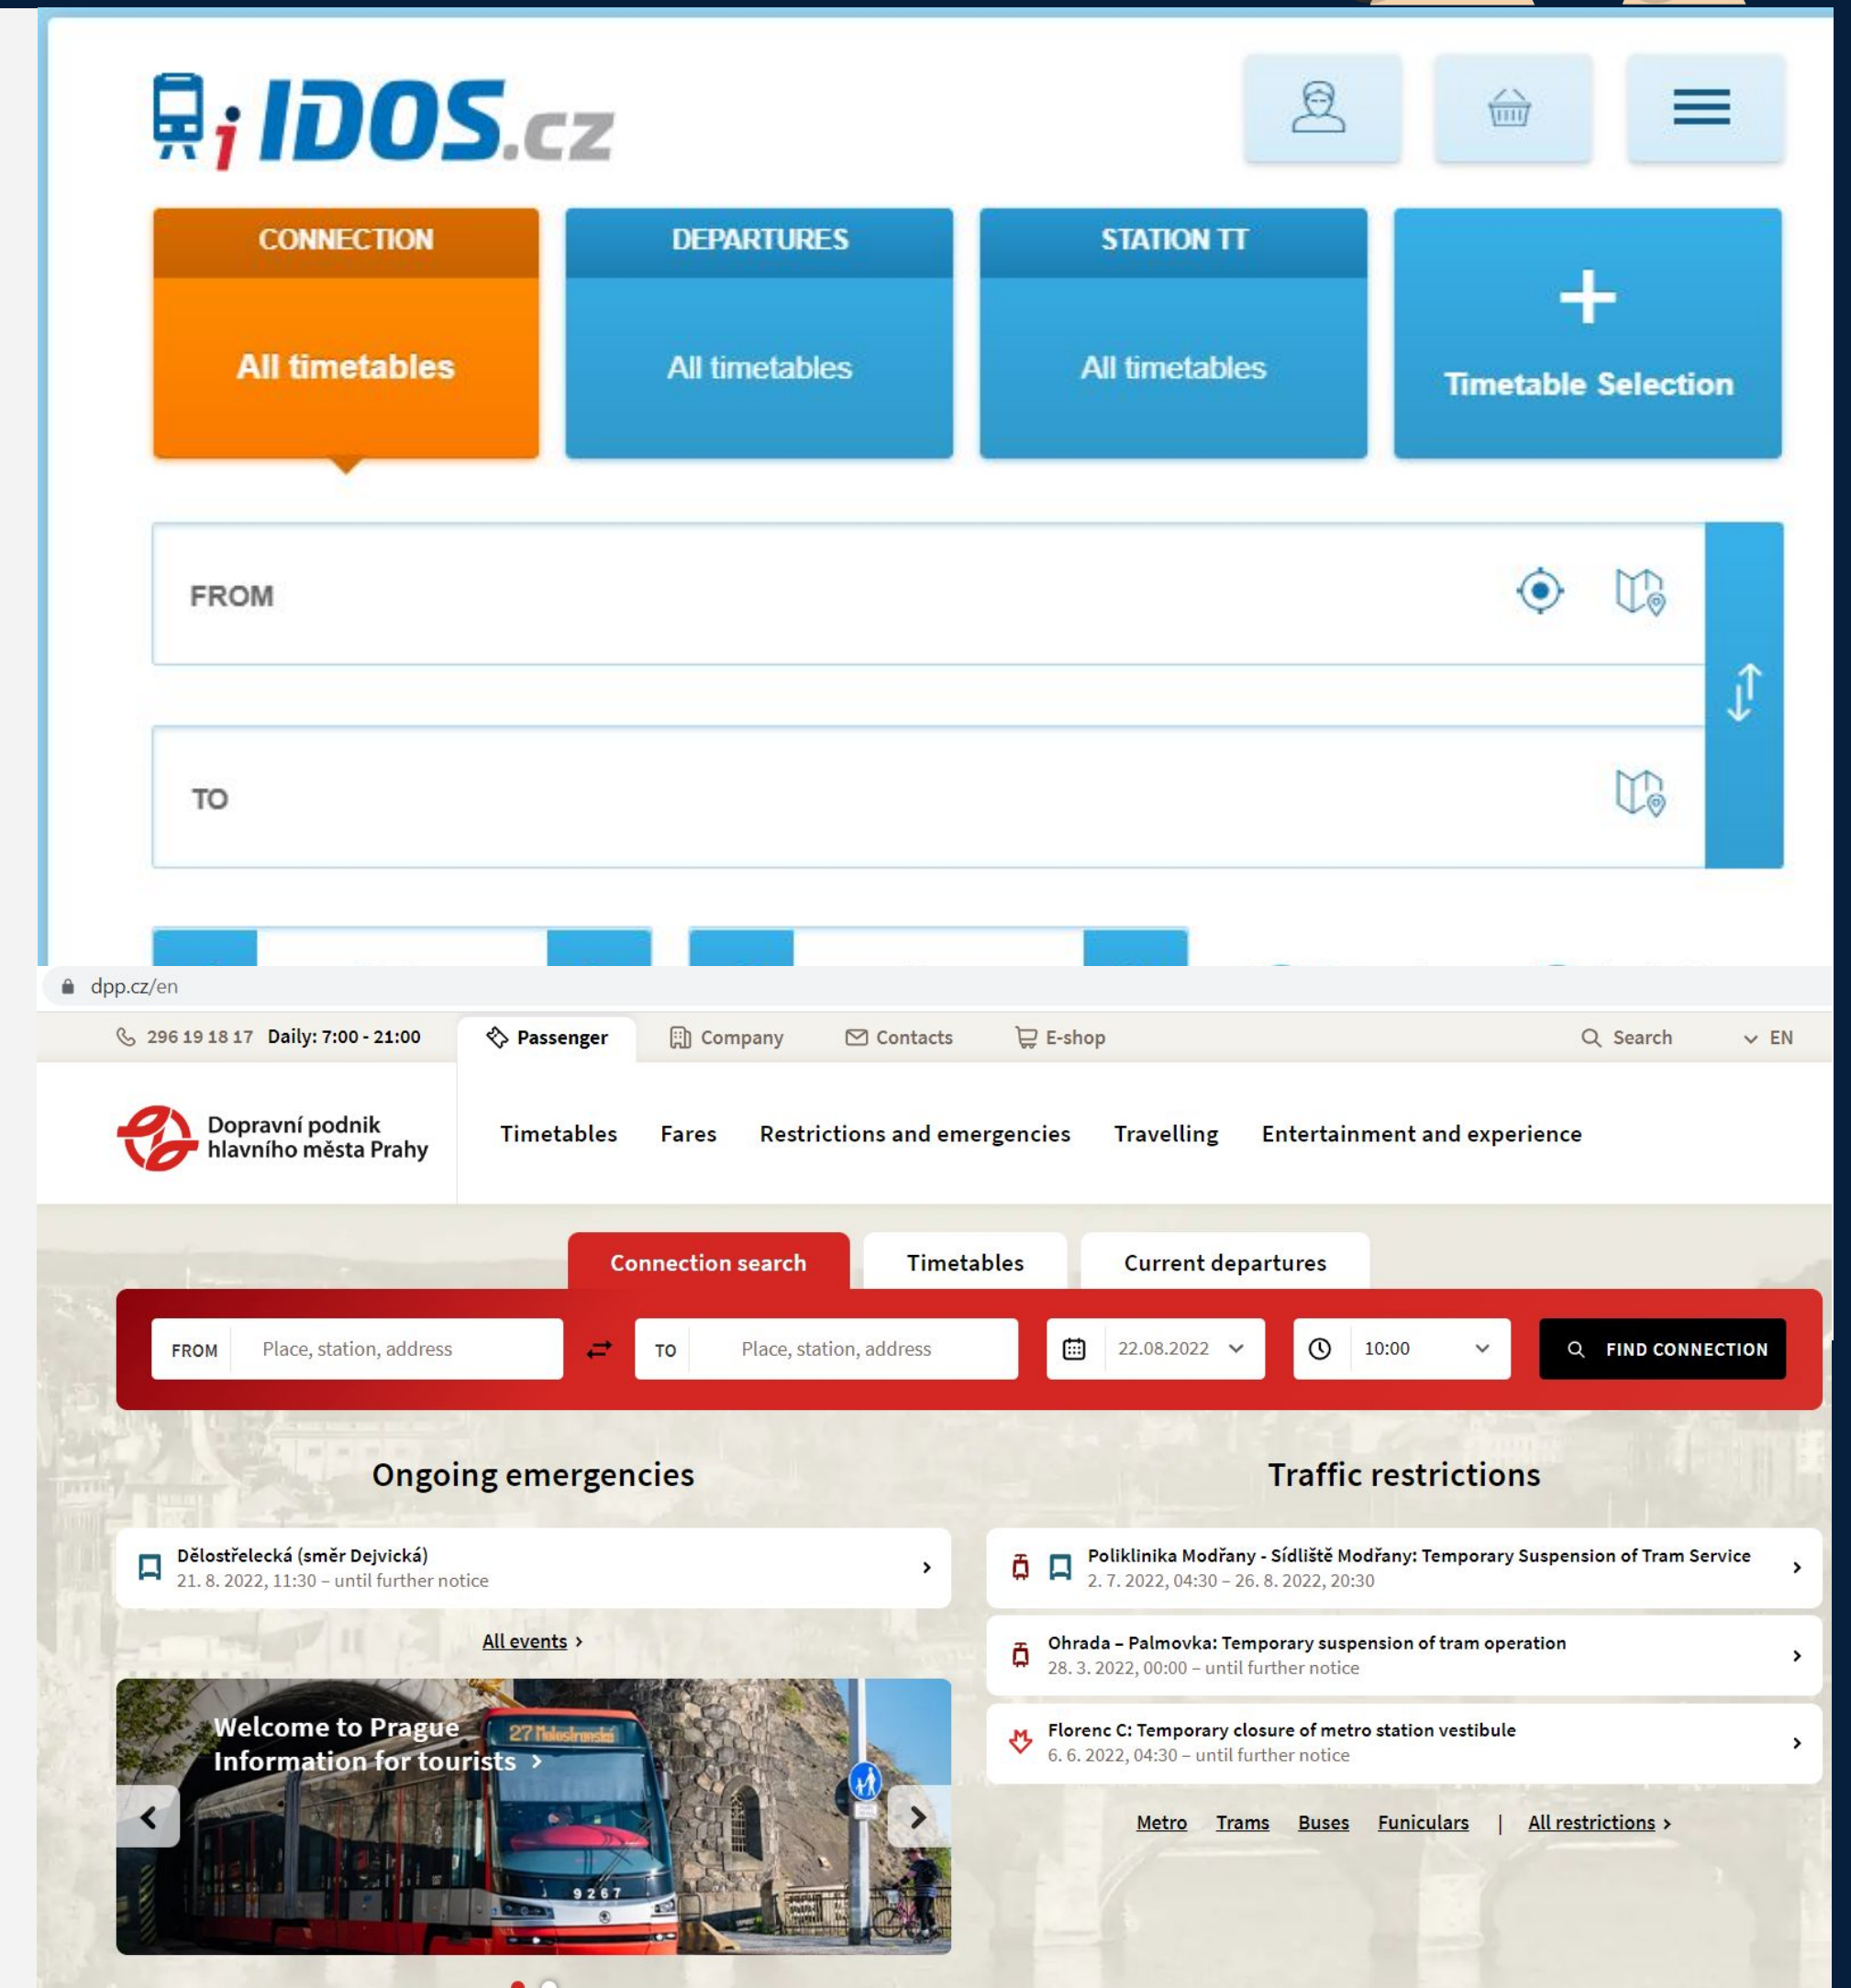 IDOS.cz
CONNECTION
All timetables
DEPARTURES
All timetables
STATION TT
All timetables
+
Timetable Selection
FROM
TO
dpp.cz/en
296 19 18 17 Daily: 7:00 - 21:00 Passenger Company Contacts E-shop Search EN
Dopravní podnik
hlavního města Prahy
Timetables Fares Restrictions and emergencies Travelling Entertainment and experience
Connection search Timetables Current departures
FROM Place, station, address TO Place, station, address 22.08.2022 10:00 FIND CONNECTION
Ongoing emergencies
Dělostřelecká (směr Dejvická)
21. 8. 2022, 11:30 – until further notice
All events >
Welcome to Prague
Information for tourists >
27 Malostranská
9267
Traffic restrictions
Poliklinika Modřany - Sídliště Modřany: Temporary Suspension of Tram Service
2. 7. 2022, 04:30 – 26. 8. 2022, 20:30
Ohrada – Palmovka: Temporary suspension of tram operation
28. 3. 2022, 00:00 – until further notice
Florenc C: Temporary closure of metro station vestibule
6. 6. 2022, 04:30 – until further notice
Metro Trams Buses Funiculars | All restrictions >